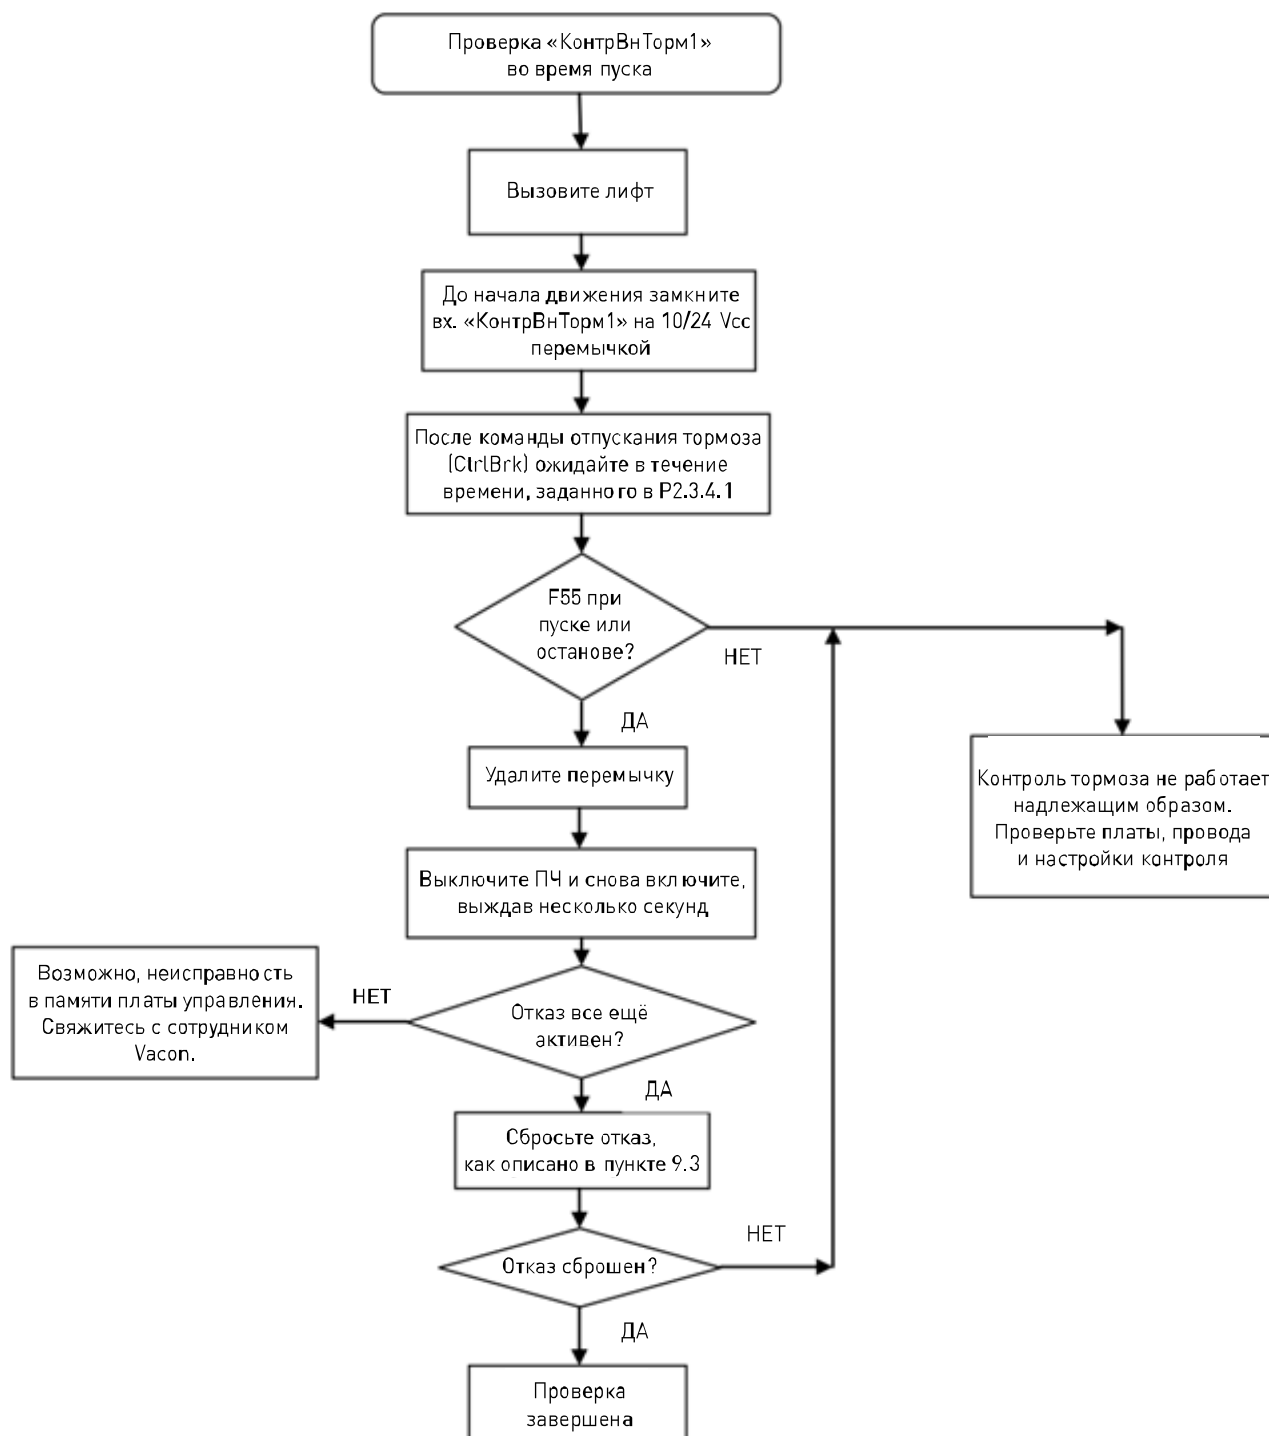 Проверка «КонтрВнТорм1»
во время пуска
Вызовите лифт
До начала движения замкните
вх. «КонтрВнТорм1» на 10/24 Vcc
перемычкой
После команды отпускания тормоза
(CtrlBrk) ожидайте в течение
времени, заданного в P2.3.4.1
F55 при
пуске или
останове?
НЕТ
ДА
Удалите перемычку
Контроль тормоза не работает
надлежащим образом.
Проверьте платы, провода
и настройки контроля
Выключите ПЧ и снова включите,
выждав несколько секунд
Возможно, неисправность
в памяти платы управления.
Свяжитесь с сотрудником
Vacon.
НЕТ
Отказ все ещё
активен?
ДА
Сбросьте отказ,
как описано в пункте 9.3
НЕТ
Отказ сброшен?
ДА
Проверка
завершена